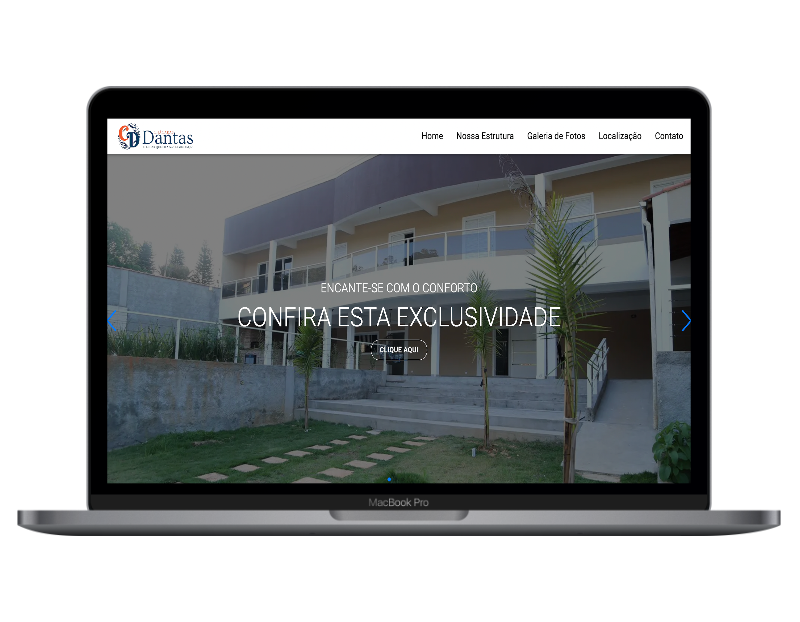 Dantas
Home Nossa Estrutura Galeria de Fotos Localização Contato
ENCANTE-SE COM O CONFORTO
CONFIRA ESTA EXCLUSIVIDADE
CLIQUE AQUI
MacBook Pro